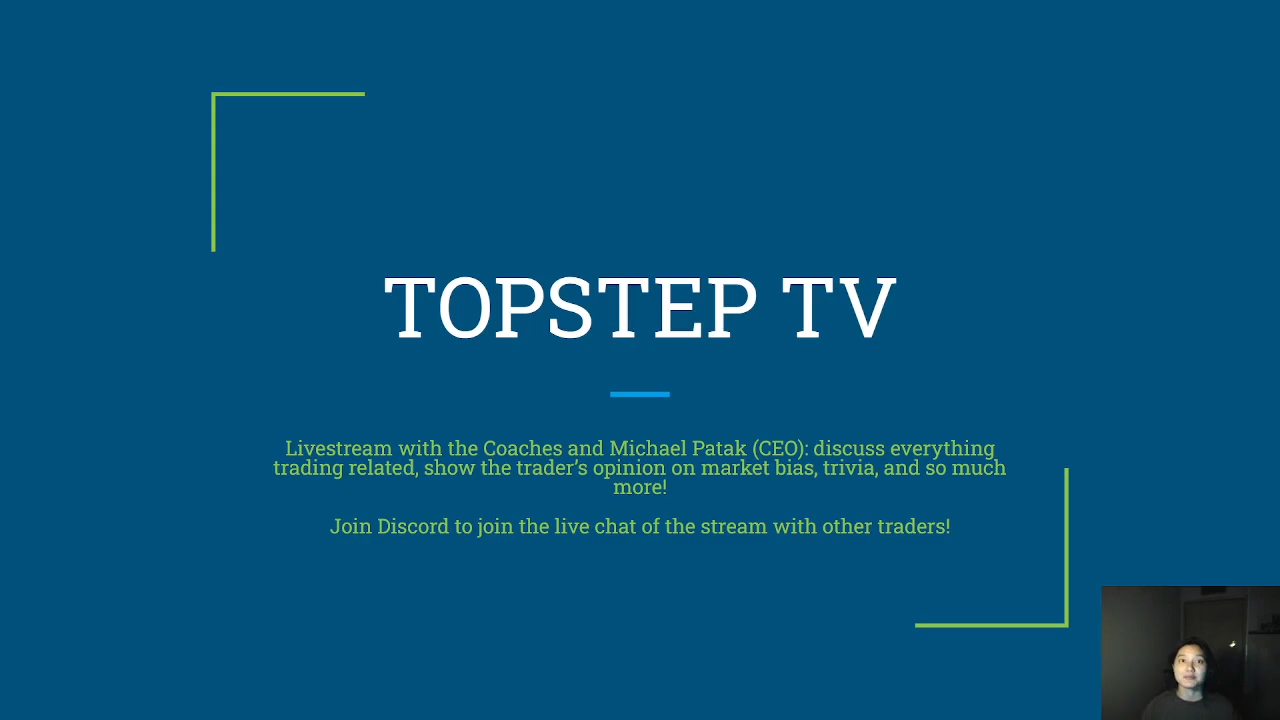 TOPSTEP TV
Livestream with the Coaches and Michael Patak (CEO): discuss everything
trading related, show the trader's opinion on market bias, trivia, and so much
more!
Join Discord to join the live chat of the stream with other traders!